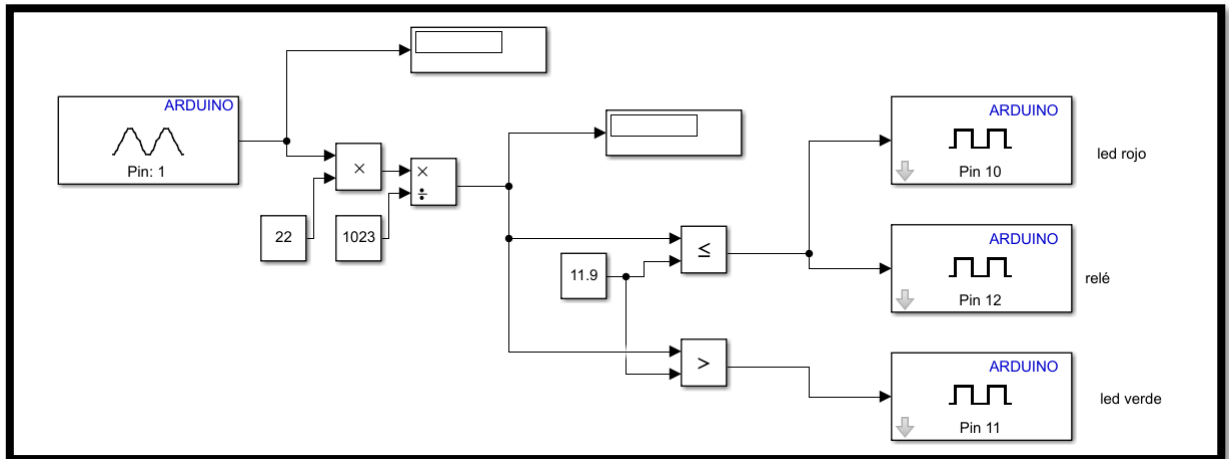 ARDUINO
Pin: 1
×
×
÷
22
1023
11.9
≤
>
ARDUINO
Pin 10
led rojo
ARDUINO
Pin 12
relé
ARDUINO
Pin 11
led verde